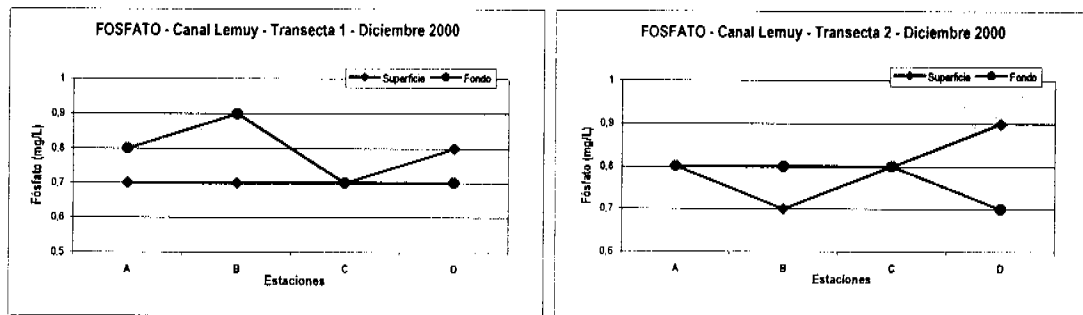 FOSFATO - Canal Lemuy - Transecta 1 - Diciembre 2000
Superficie Fondo
Fósfato (mg/L)
1
0,9
0,8
0,7
0,6
0,5
A B C D
Estaciones
FOSFATO - Canal Lemuy - Transecta 2 - Diciembre 2000
Superficie Fondo
Fósfato (mg/L)
1
0,9
0,8
0,7
0,6
A B C D
Estaciones